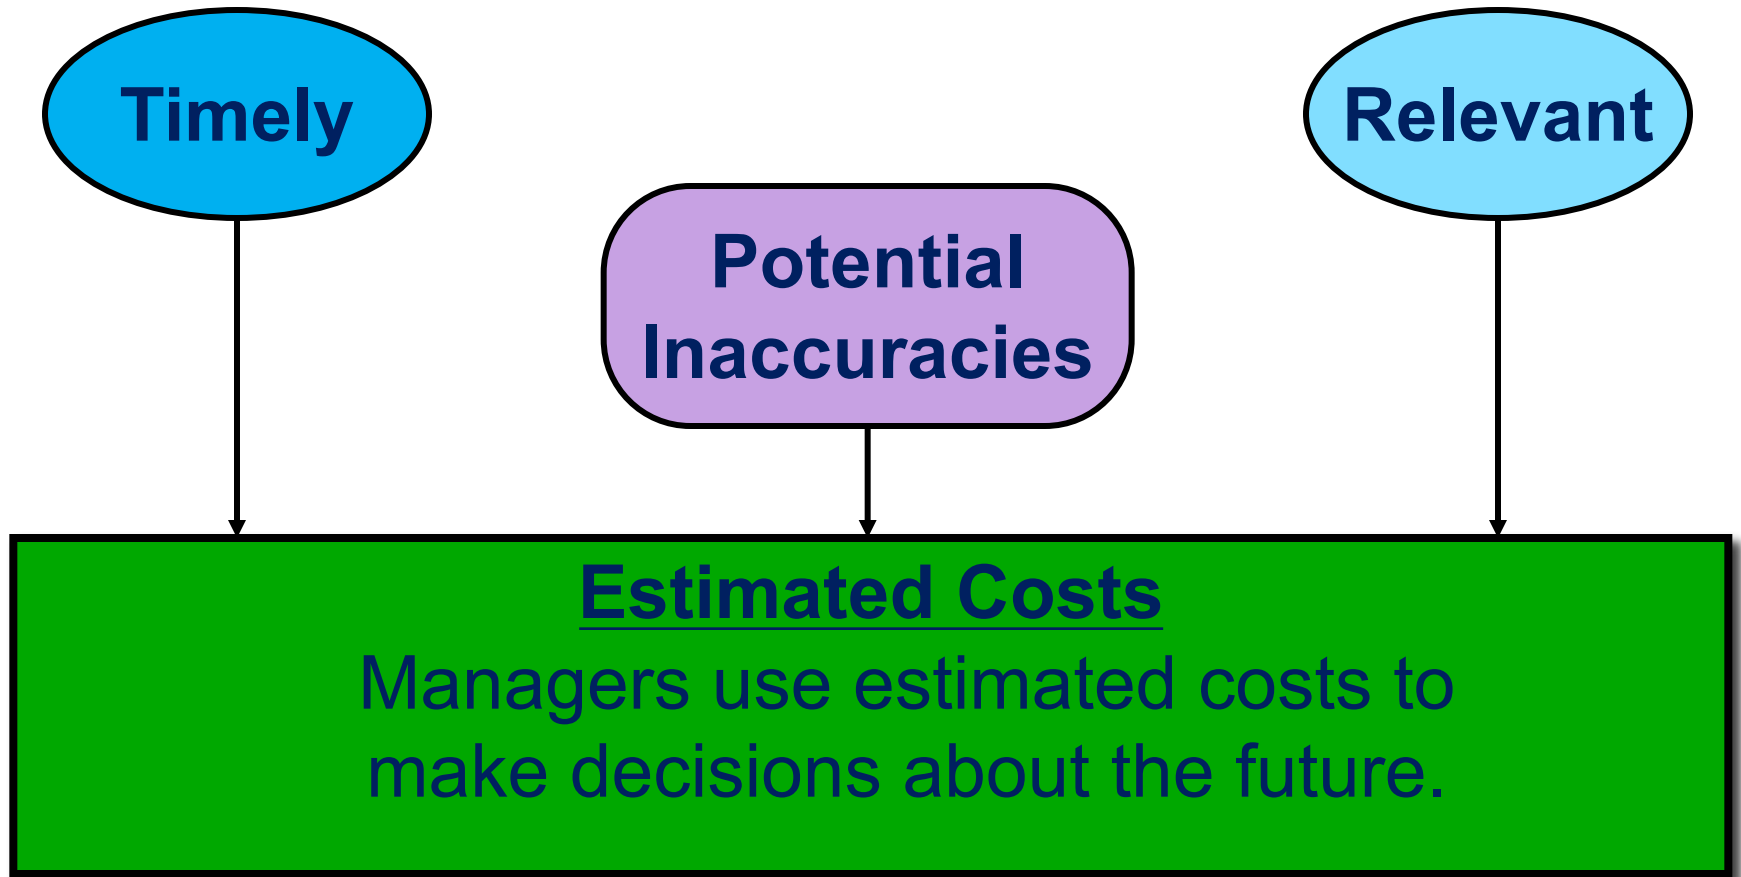 Timely
Relevant
Potential
Inaccuracies
Estimated Costs
Managers use estimated costs to
make decisions about the future.